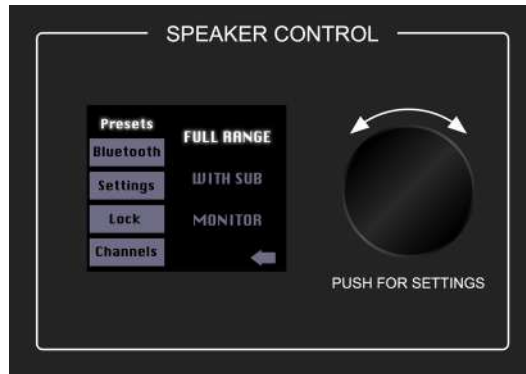 SPEAKER CONTROL
Presets
Bluetooth
Settings
Lock
Channels
FULL RANGE
WITH SUB
MONITOR
PUSH FOR SETTINGS